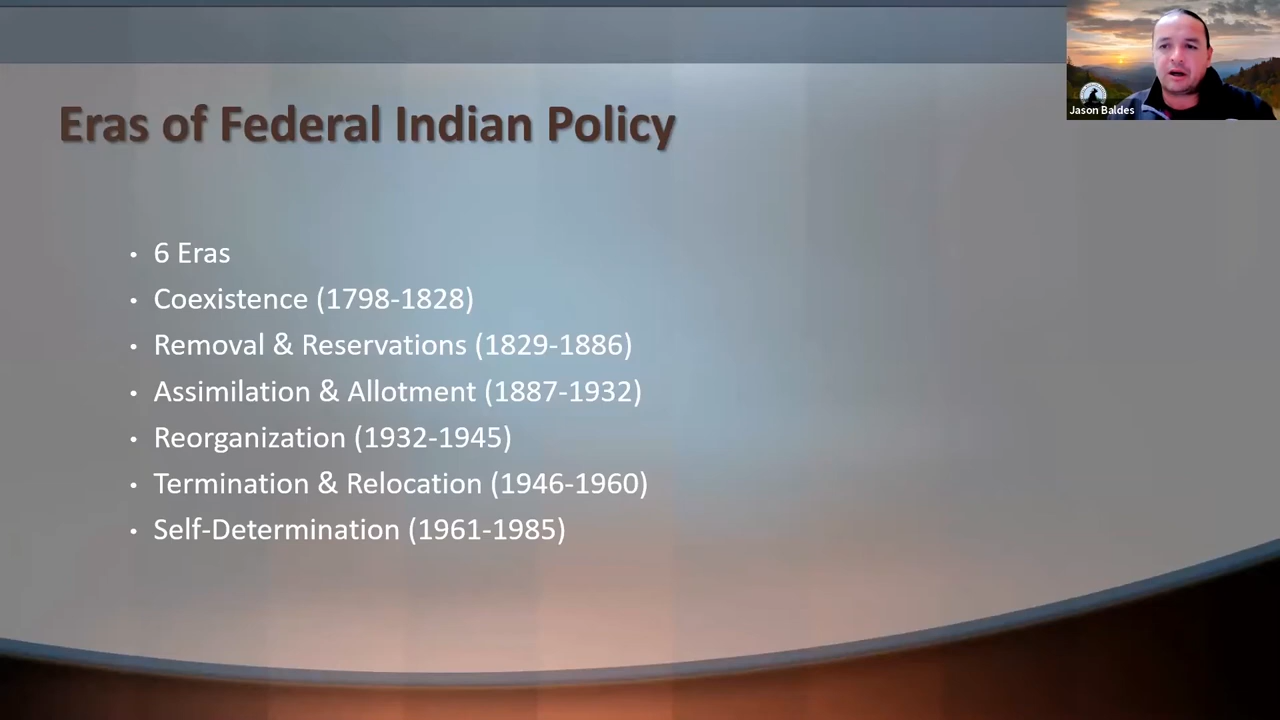 Eras of Federal Indian Policy
• 6 Eras
• Coexistence (1798-1828)
• Removal & Reservations (1829-1886)
• Assimilation & Allotment (1887-1932)
• Reorganization (1932-1945)
• Termination & Relocation (1946-1960)
• Self-Determination (1961-1985)
Jason Baldes